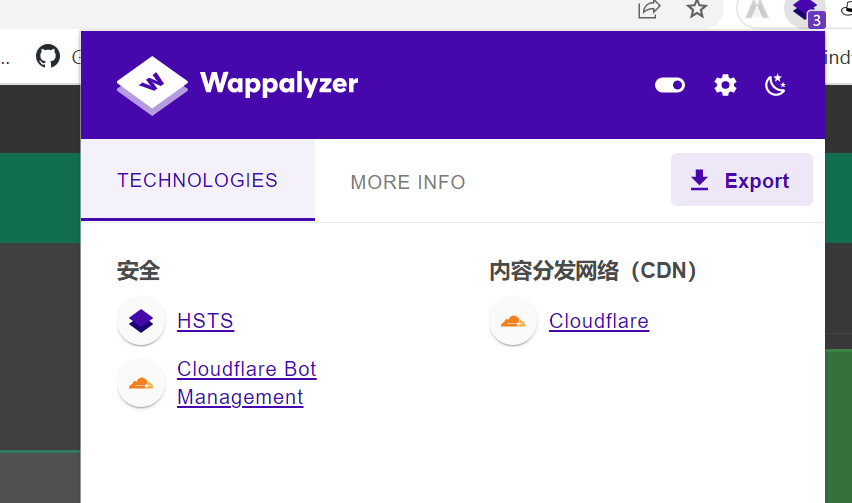 3
..
G
indv
W
Wappalyzer
TECHNOLOGIES
MORE INFO
Export
安全
内容分发网络（CDN）
HSTS
Cloudflare
Cloudflare Bot
Management